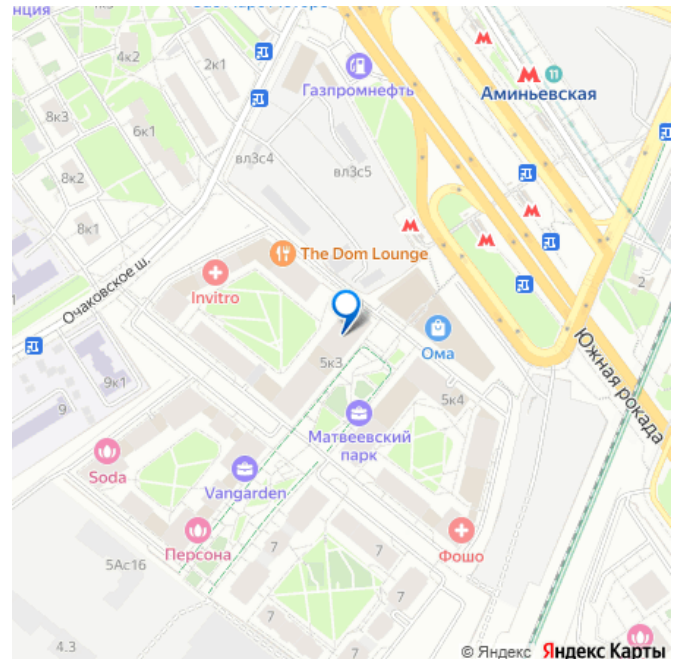 нция
4к2
2к1
Газпромнефть
11
Аминьевская
8к3
6к1
вл3с4
вл3с5
8к2
8к1
The Dom Lounge
Invitro
Очаковское ш.
2
Ома
Южная рокада
5к3
9к1
9
5к4
Матвеевский
парк
Soda
Vangarden
Персона
7
7
Фошо
5Ас16
7
7
7
4.3
7
© Яндекс Яндекс Карты